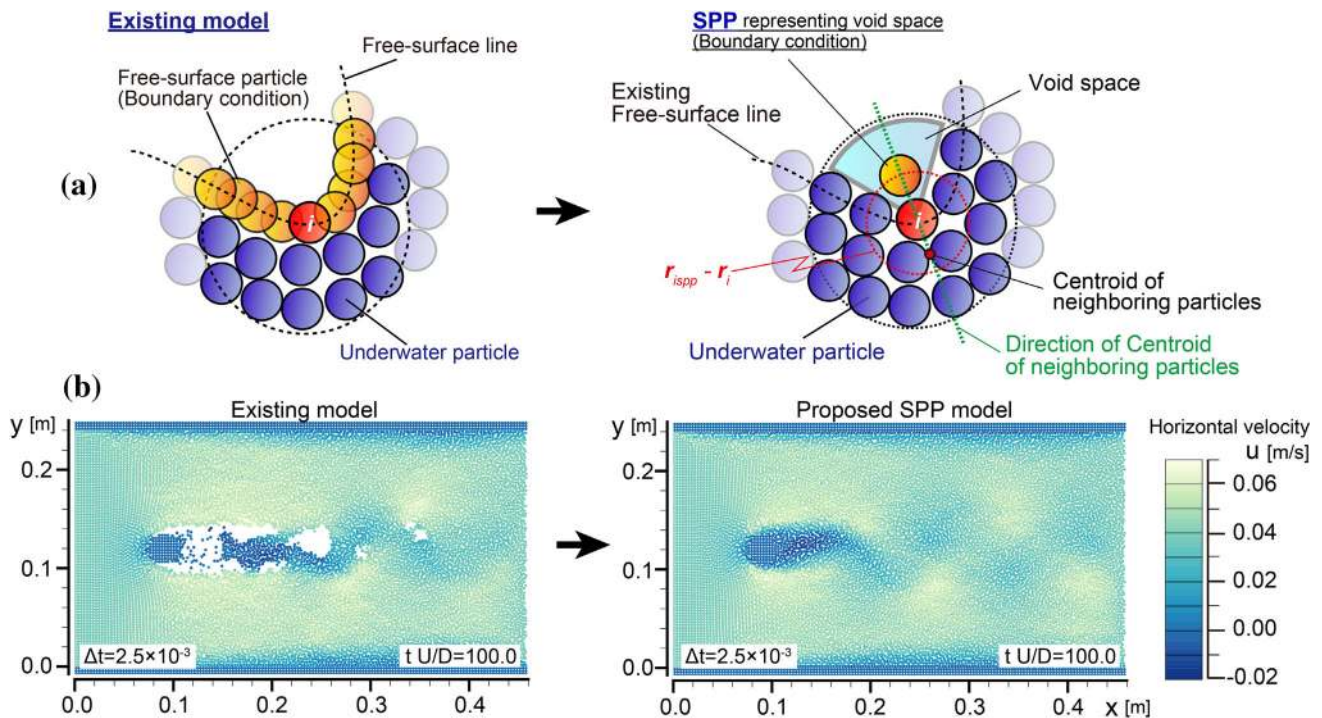 Existing model
Free-surface line
Free-surface particle
(Boundary condition)
(a)
i
Underwater particle
SPP representing void space
(Boundary condition)
Void space
Existing
Free-surface line
i
r_ispp - r_i
Centroid of
neighboring particles
Underwater particle
Direction of Centroid
of neighboring particles
(b)
Existing model
y [m]
0.2
0.1
0.0
Δt=2.5×10⁻³
t U/D=100.0
0.0 0.1 0.2 0.3 0.4
Proposed SPP model
y [m]
0.2
0.1
0.0
Δt=2.5×10⁻³
t U/D=100.0
0.0 0.1 0.2 0.3 0.4
x [m]
Horizontal velocity
u [m/s]
0.06
0.04
0.02
0.00
-0.02